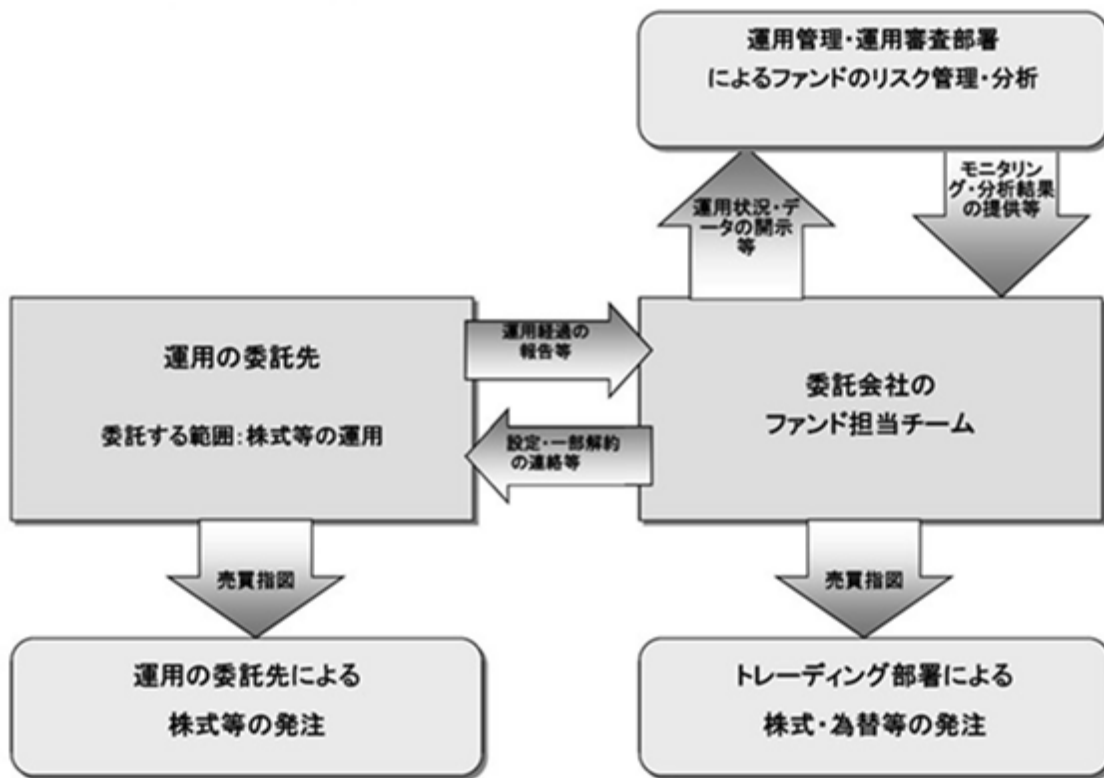 運用管理・運用審査部署
によるファンドのリスク管理・分析
運用状況・デ
ータの開示
等
モニタリン
グ・分析結果
の提供等
運用の委託先
委託する範囲：株式等の運用
運用経過の
報告等
設定・一部解約
の連絡等
委託会社の
ファンド担当チーム
売買指図
売買指図
運用の委託先による
株式等の発注
トレーディング部署による
株式・為替等の発注